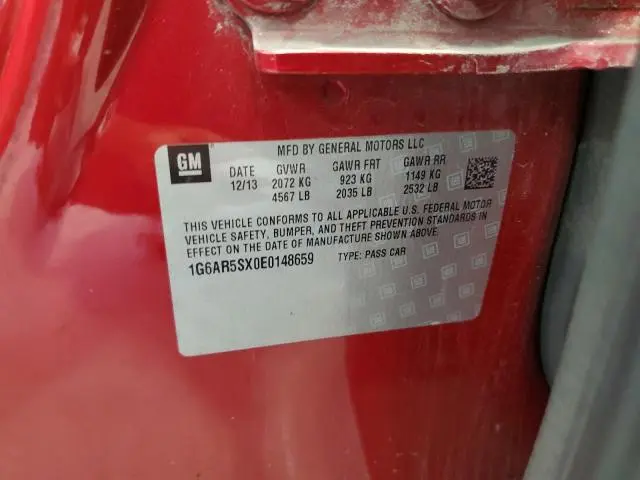 GM
MFD BY GENERAL MOTORS LLC
DATE GVWR GAWR FRT GAWR RR
12/13 2072 KG 923 KG 1149 KG
4567 LB 2035 LB 2532 LB
THIS VEHICLE CONFORMS TO ALL APPLICABLE U.S. FEDERAL MOTOR
VEHICLE SAFETY, BUMPER, AND THEFT PREVENTION STANDARDS IN
EFFECT ON THE DATE OF MANUFACTURE SHOWN ABOVE.
1G6AR5SX0E0148659 TYPE: PASS CAR